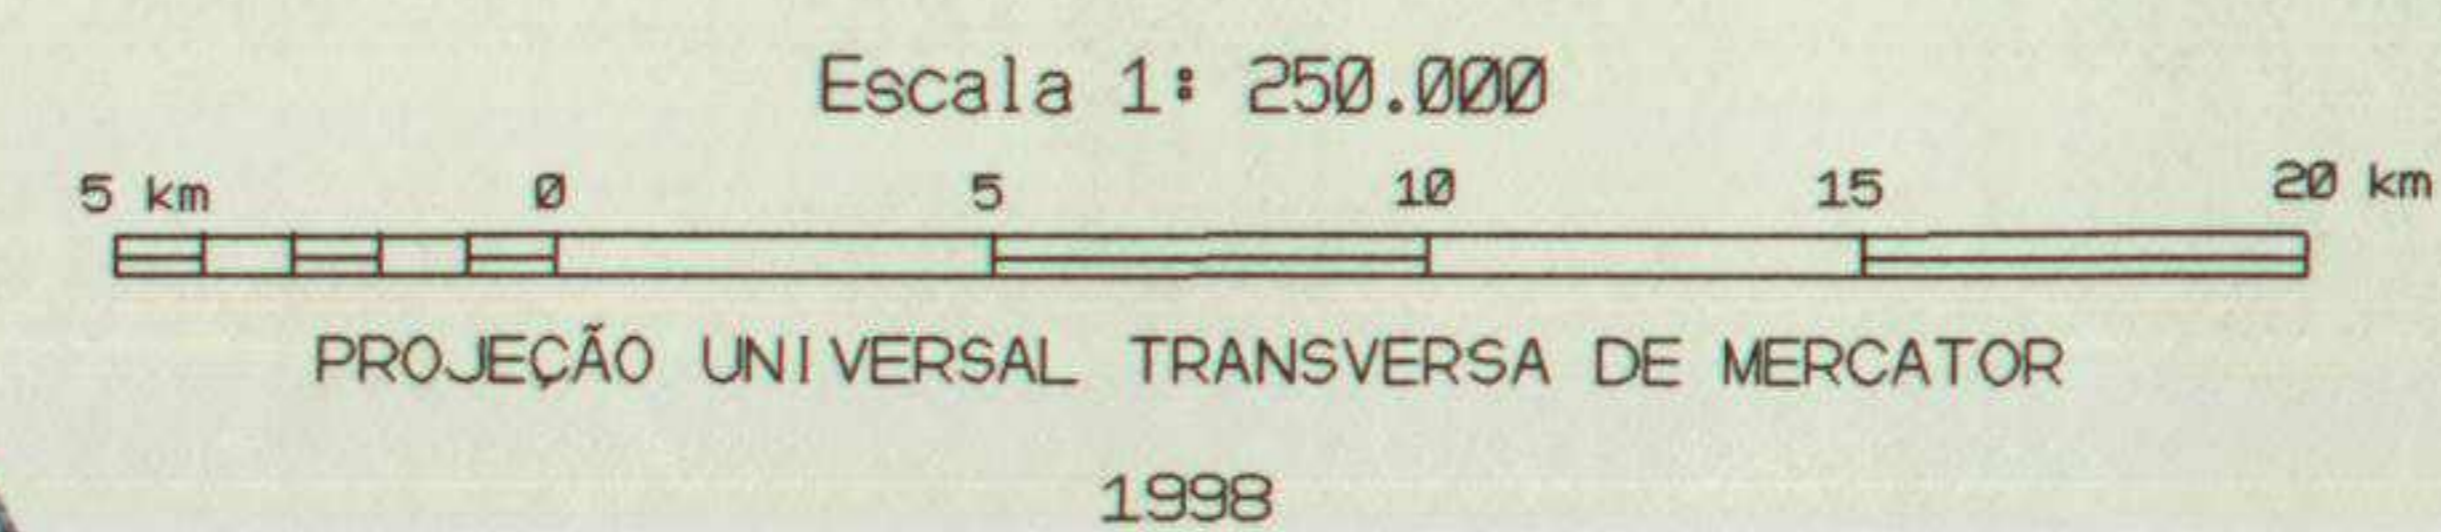 Escala 1: 250.000
5 km 0 5 10 15 20 km
PROJEÇÃO UNIVERSAL TRANSVERSA DE MERCATOR
1998